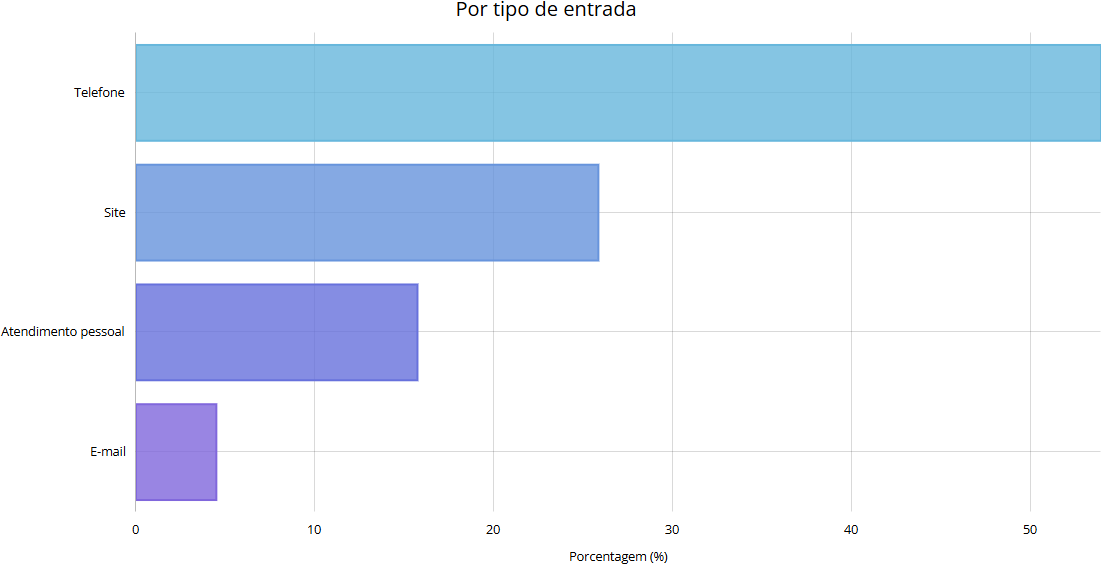 Por tipo de entrada
Telefone
Site
Atendimento pessoal
E-mail
0 10 20 30 40 50
Porcentagem (%)